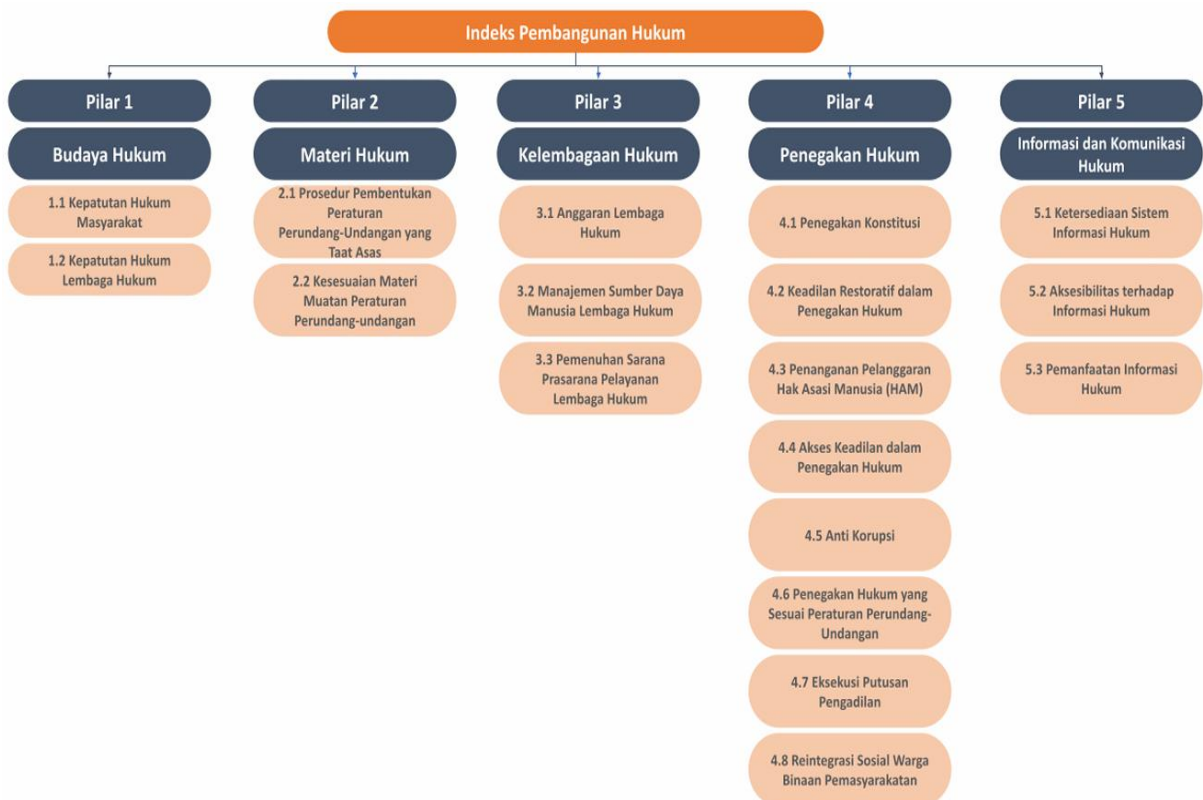 Indeks Pembangunan Hukum
Pilar 1
Budaya Hukum
1.1 Kepatutan Hukum
Masyarakat
1.2 Kepatutan Hukum
Lembaga Hukum
Pilar 2
Materi Hukum
2.1 Prosedur Pembentukan
Peraturan
Perundang-Undangan yang
Taat Asas
2.2 Kesesuaian Materi
Muatan Peraturan
Perundang-undangan
Pilar 3
Kelembagaan Hukum
3.1 Anggaran Lembaga
Hukum
3.2 Manajemen Sumber Daya
Manusia Lembaga Hukum
3.3 Pemenuhan Sarana
Prasarana Pelayanan
Lembaga Hukum
Pilar 4
Penegakan Hukum
4.1 Penegakan Konstitusi
4.2 Keadilan Restoratif dalam
Penegakan Hukum
4.3 Penanganan Pelanggaran
Hak Asasi Manusia (HAM)
4.4 Akses Keadilan dalam
Penegakan Hukum
4.5 Anti Korupsi
4.6 Penegakan Hukum yang
Sesuai Peraturan Perundang-
Undangan
4.7 Eksekusi Putusan
Pengadilan
4.8 Reintegrasi Sosial Warga
Binaan Pemasyarakatan
Pilar 5
Informasi dan Komunikasi
Hukum
5.1 Ketersediaan Sistem
Informasi Hukum
5.2 Aksesibilitas terhadap
Informasi Hukum
5.3 Pemanfaatan Informasi
Hukum